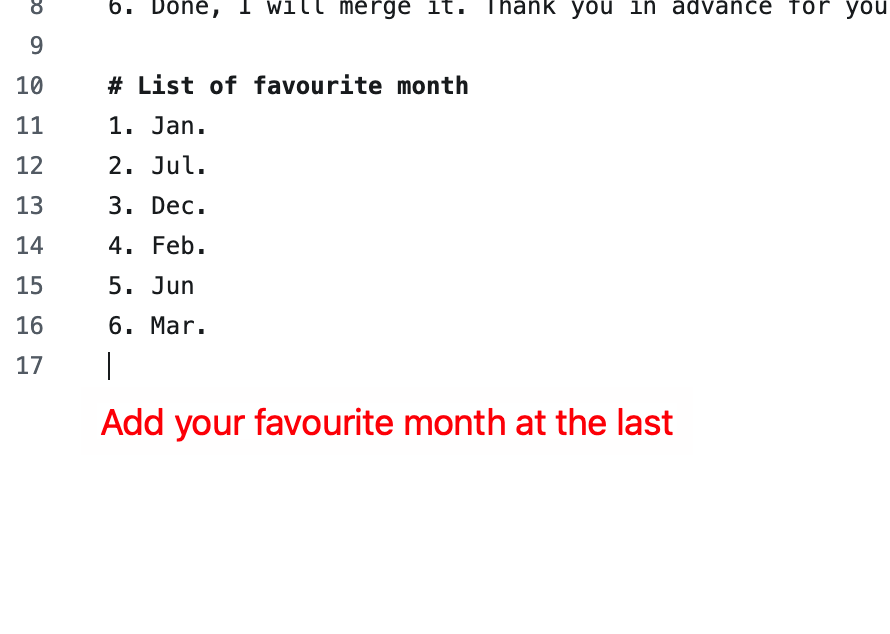 8 6. Done, I will merge it. Thank you in advance for you
9
10 # List of favourite month
11 1. Jan.
12 2. Jul.
13 3. Dec.
14 4. Feb.
15 5. Jun
16 6. Mar.
17
Add your favourite month at the last